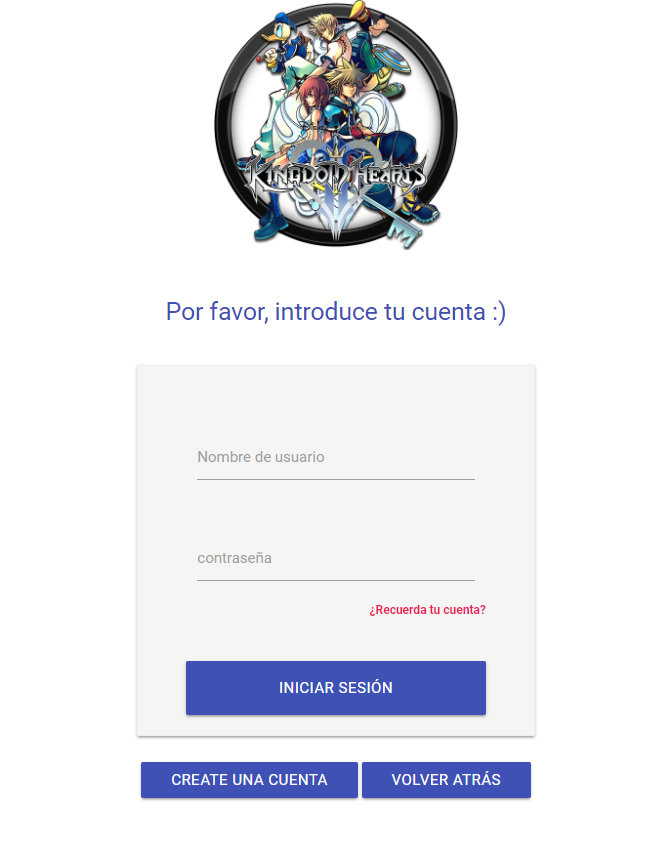 KINGDOM HEARTS
II
Por favor, introduce tu cuenta :)
Nombre de usuario
contraseña
¿Recuerda tu cuenta?
INICIAR SESIÓN
CREATE UNA CUENTA VOLVER ATRÁS